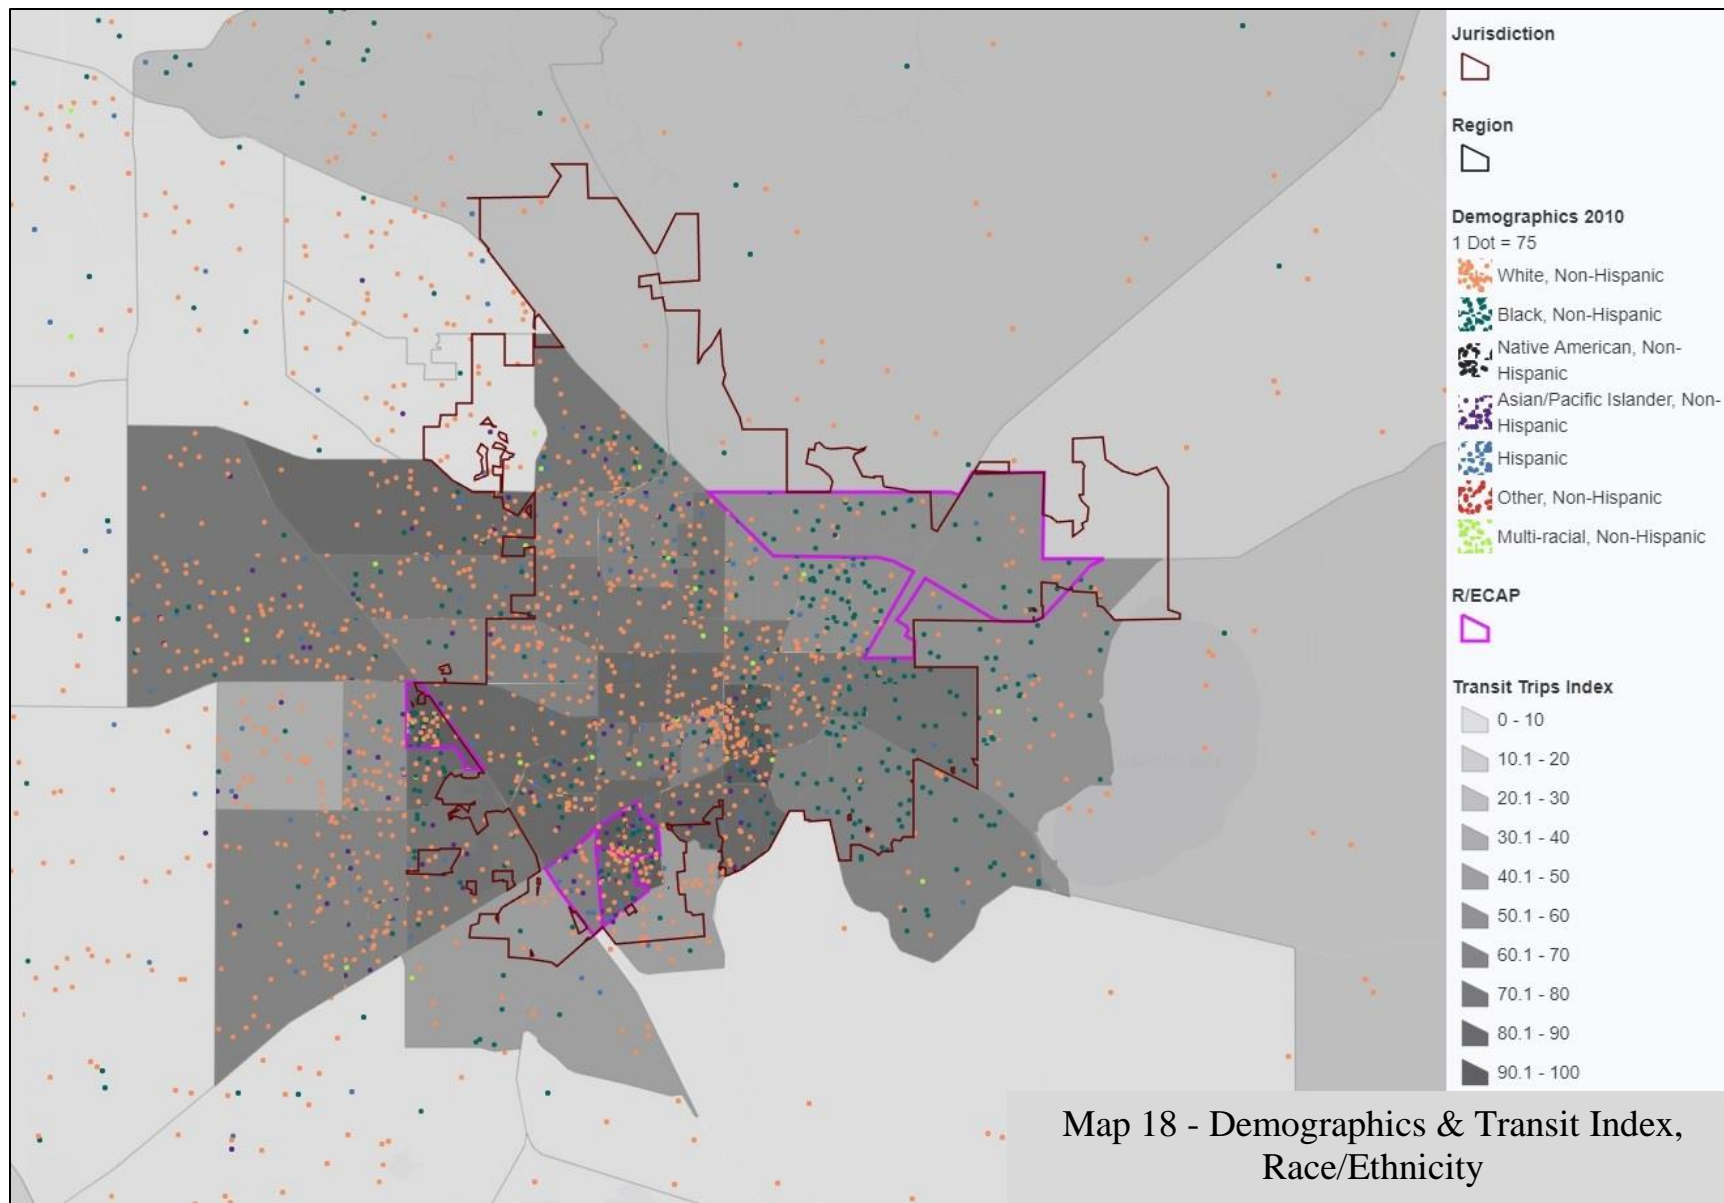 Jurisdiction
Region
Demographics 2010
1 Dot = 75
White, Non-Hispanic
Black, Non-Hispanic
Native American, Non-
Hispanic
Asian/Pacific Islander, Non-
Hispanic
Hispanic
Other, Non-Hispanic
Multi-racial, Non-Hispanic
R/ECAP
Transit Trips Index
0 - 10
10.1 - 20
20.1 - 30
30.1 - 40
40.1 - 50
50.1 - 60
60.1 - 70
70.1 - 80
80.1 - 90
90.1 - 100
Map 18 - Demographics & Transit Index,
Race/Ethnicity